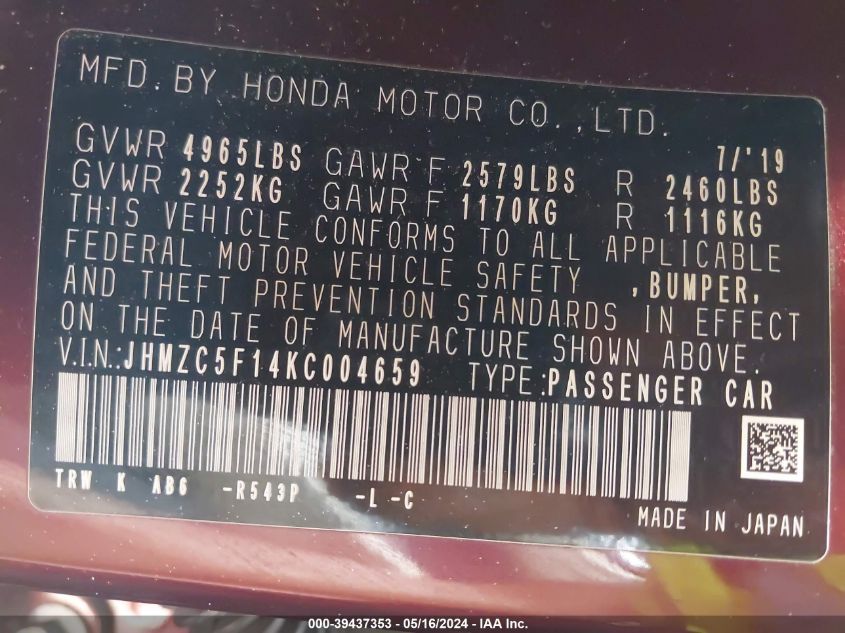 MFD. BY HONDA MOTOR CO., LTD.
7/'19
GVWR 4965LBS GAWR F 2579LBS R 2460LBS
GVWR 2252KG GAWR F 1170KG R 1116KG
THIS VEHICLE CONFORMS TO ALL APPLICABLE
FEDERAL MOTOR VEHICLE SAFETY ,BUMPER,
AND THEFT PREVENTION STANDARDS IN EFFECT
ON THE DATE OF MANUFACTURE SHOWN ABOVE.
V.I.N.:JHMZC5F14KC004659 TYPE:PASSENGER CAR
TRW K AB6 -R543P -L -C
MADE IN JAPAN
000-39437353 - 05/16/2024 - IAA Inc.